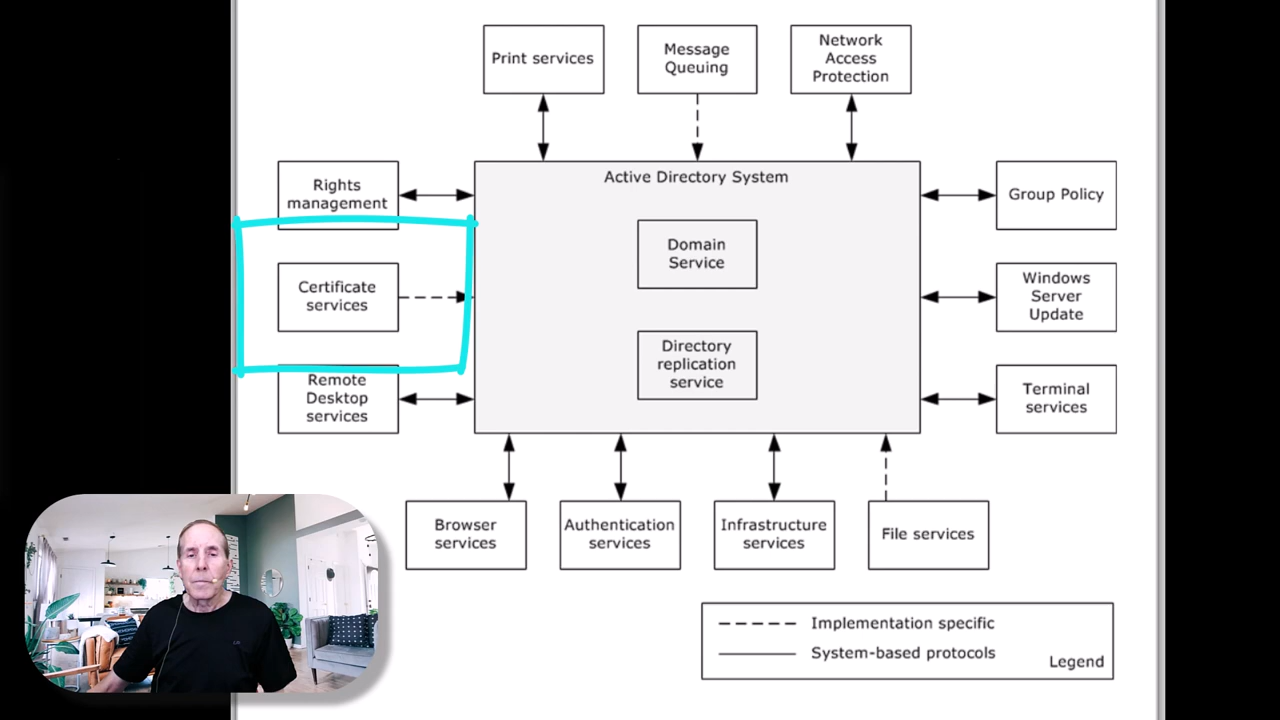 Print services
Message
Queuing
Network
Access
Protection
Rights
management
Active Directory System
Group Policy
Domain
Service
Certificate
services
Windows
Server
Update
Directory
replication
service
Remote
Desktop
services
Terminal
services
Browser
services
Authentication
services
Infrastructure
services
File services
Implementation specific
System-based protocols
Legend